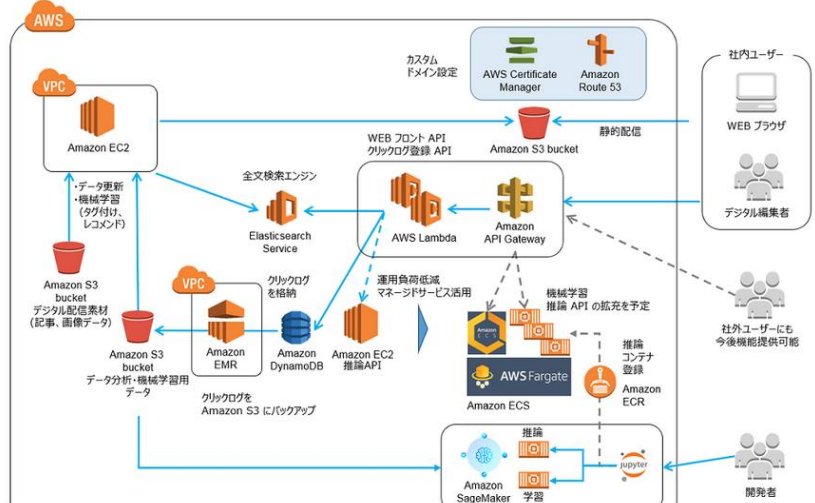 AWS
カスタム
ドメイン設定
AWS Certificate
Manager
Amazon
Route 53
社内ユーザー
WEB ブラウザ
デジタル編集者
VPC
Amazon EC2
WEB フロント API
クリックログ登録 API
Amazon S3 bucket
静的配信
全文検索エンジン
Elasticsearch
Service
AWS Lambda
Amazon
API Gateway
・データ更新
・機械学習
(タグ付け、
レコメンド)
Amazon S3
bucket
デジタル配信素材
(記事、画像データ)
VPC
Amazon
EMR
クリックログ
を格納
Amazon
DynamoDB
運用負荷低減
マネージドサービス活用
Amazon EC2
推論API
機械学習
推論 API の拡充を予定
社外ユーザーにも
今後機能提供可能
Amazon S3
bucket
データ分析・機械学習用
データ
クリックログを
Amazon S3 にバックアップ
Amazon
ECS
AWS Fargate
Amazon ECS
推論
コンテナ
登録
Amazon
ECR
Amazon
SageMaker
推論
学習
jupyter
開発者